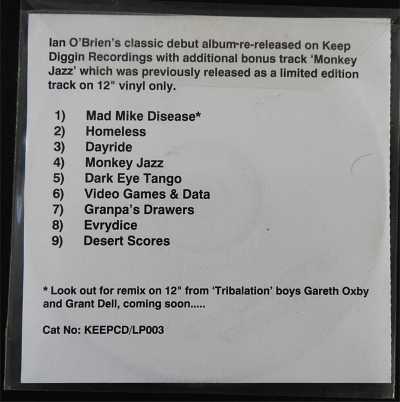 Ian O'Brien's classic debut album-re-released on Keep
Diggin Recordings with additional bonus track 'Monkey
Jazz' which was previously released as a limited edition
track on 12" vinyl only.
1) Mad Mike Disease*
2) Homeless
3) Dayride
4) Monkey Jazz
5) Dark Eye Tango
6) Video Games & Data
7) Granpa's Drawers
8) Evrydice
9) Desert Scores
* Look out for remix on 12" from 'Tribalation' boys Gareth Oxby
and Grant Dell, coming soon.....
Cat No: KEEPCD/LP003